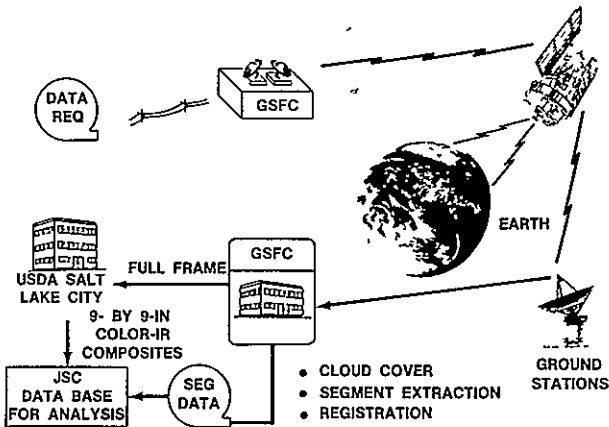 DATA
REQ
GSFC
EARTH
USDA SALT
LAKE CITY
FULL FRAME
GSFC
9- BY 9-IN
COLOR-IR
COMPOSITES
JSC
DATA BASE
FOR ANALYSIS
SEG
DATA
• CLOUD COVER
• SEGMENT EXTRACTION
• REGISTRATION
GROUND
STATIONS